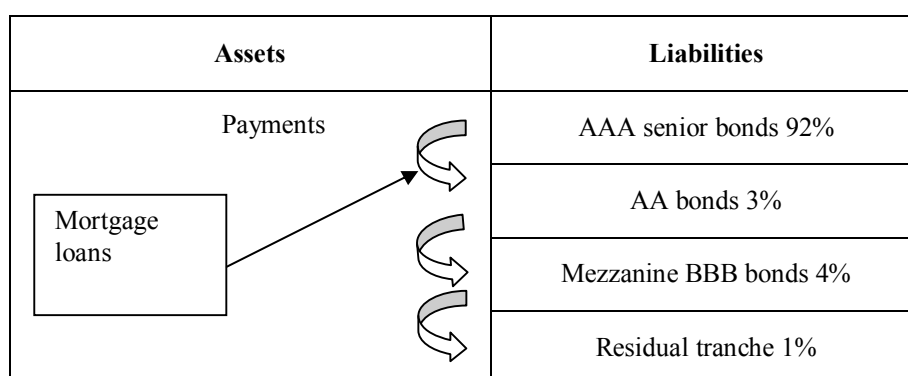 Assets
Liabilities
Payments
Mortgage
loans
AAA senior bonds 92%
AA bonds 3%
Mezzanine BBB bonds 4%
Residual tranche 1%